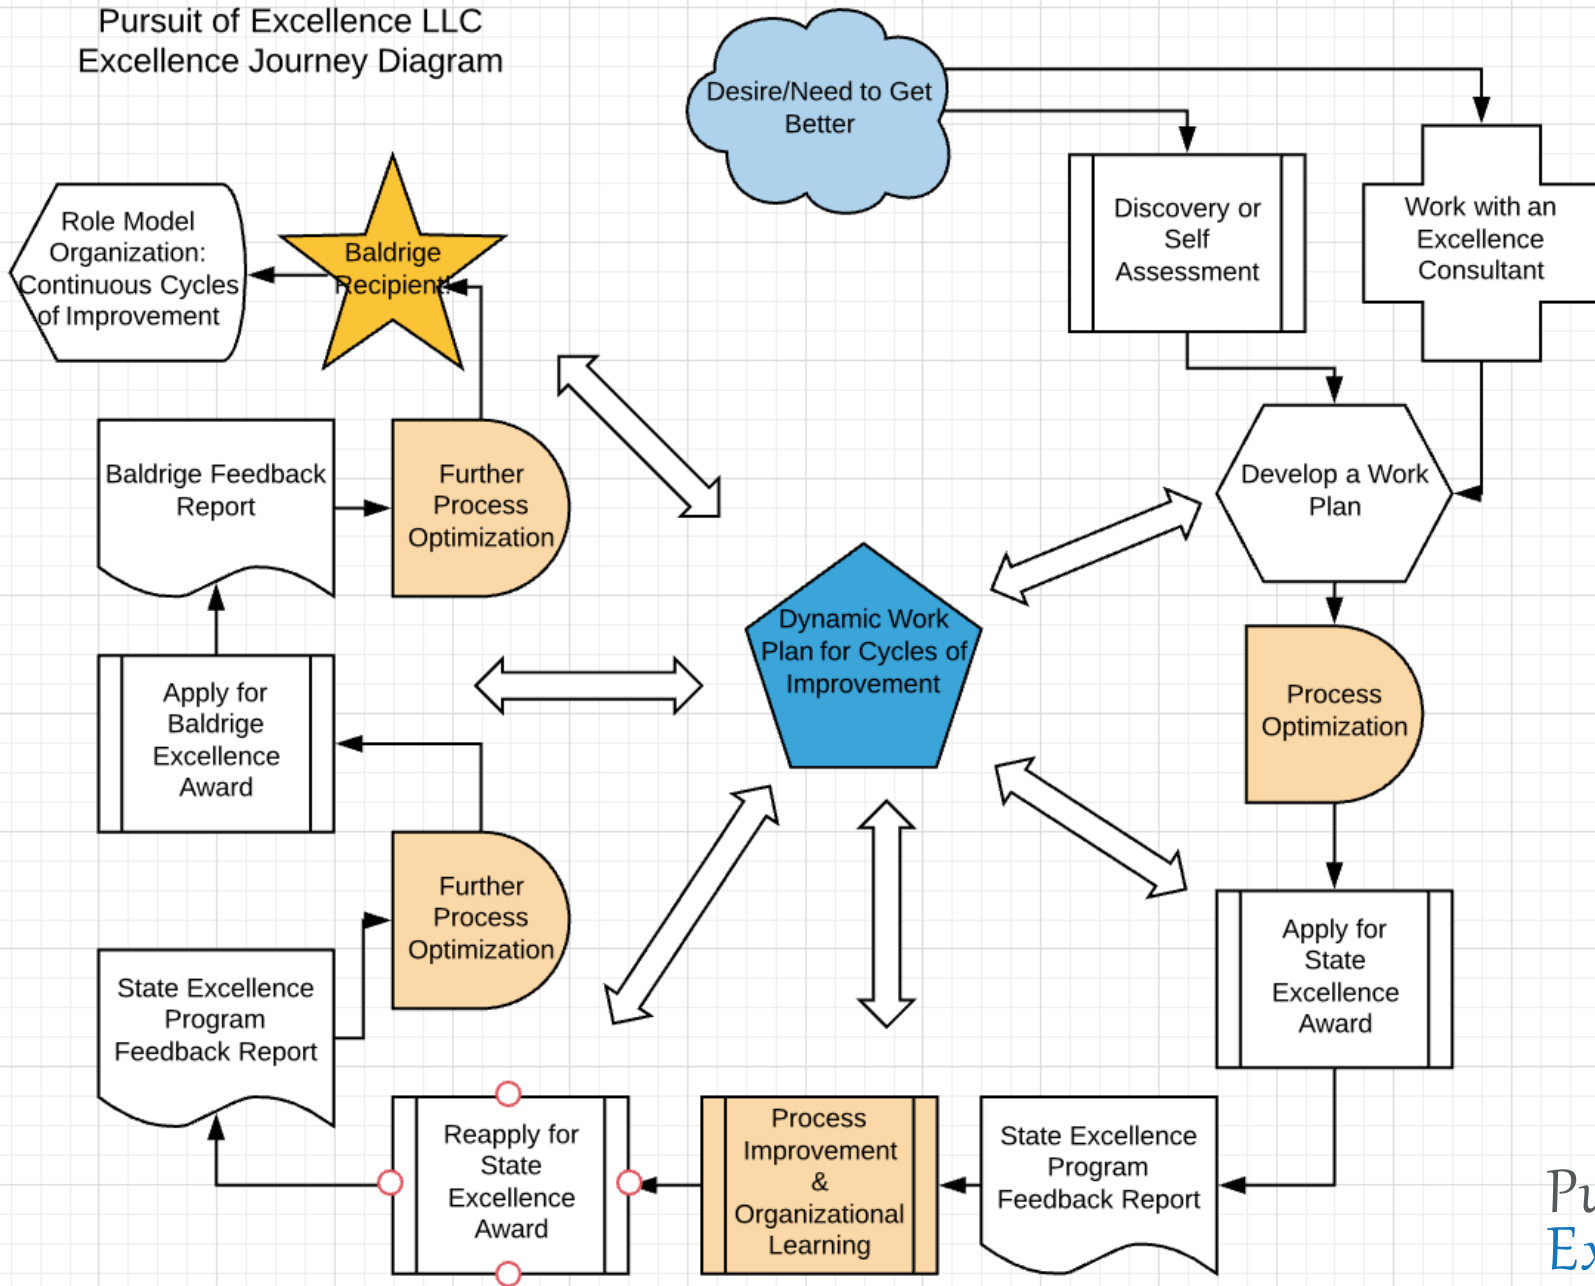 Pursuit of Excellence LLC
Excellence Journey Diagram
Desire/Need to Get
Better
Discovery or
Self
Assessment
Work with an
Excellence
Consultant
Role Model
Organization:
Continuous Cycles
of Improvement
Baldrige
Recipient!
Baldrige Feedback
Report
Further
Process
Optimization
Develop a Work
Plan
Dynamic Work
Plan for Cycles of
Improvement
Process
Optimization
Apply for
Baldrige
Excellence
Award
Further
Process
Optimization
Apply for
State
Excellence
Award
State Excellence
Program
Feedback Report
Reapply for
State
Excellence
Award
Process
Improvement
&
Organizational
Learning
State Excellence
Program
Feedback Report
Pu
Ex